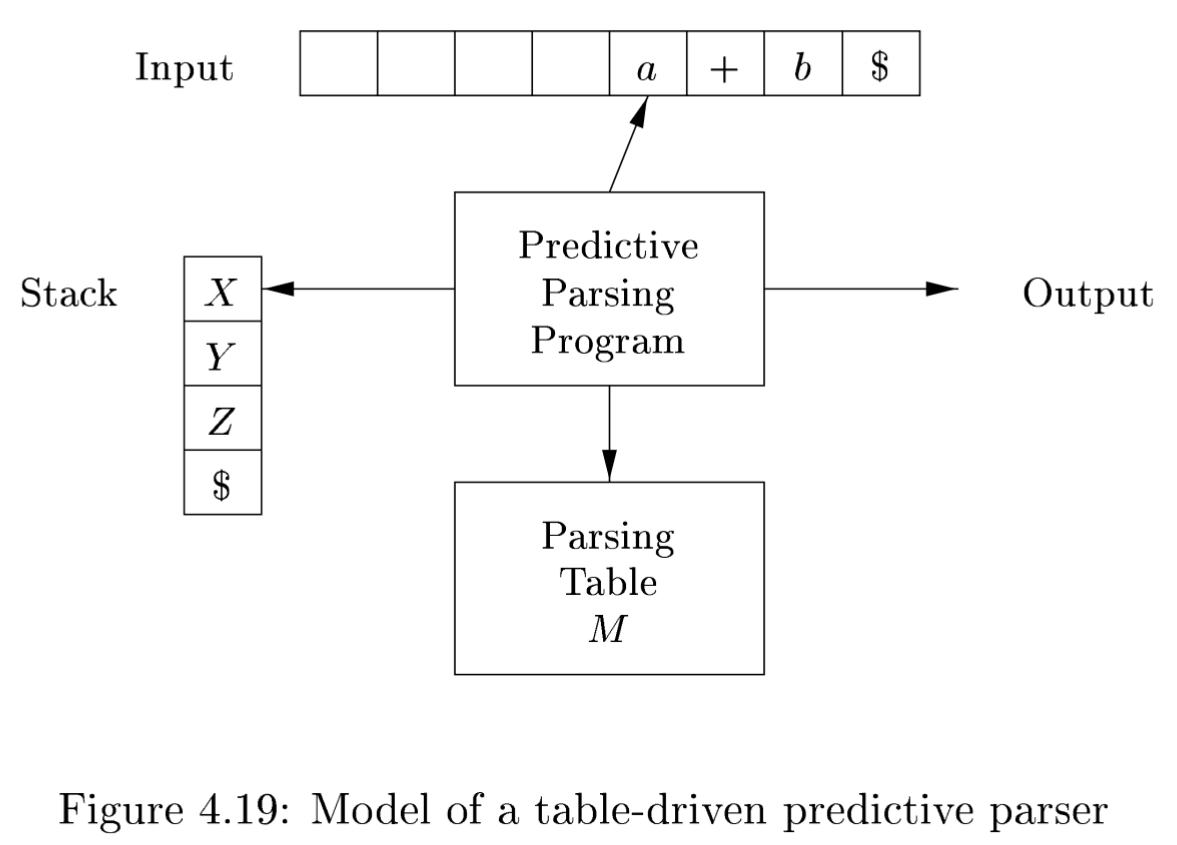 Input
a + b $
Predictive
Parsing
Program
Stack
X
Y
Z
$
Output
Parsing
Table
M
Figure 4.19: Model of a table-driven predictive parser